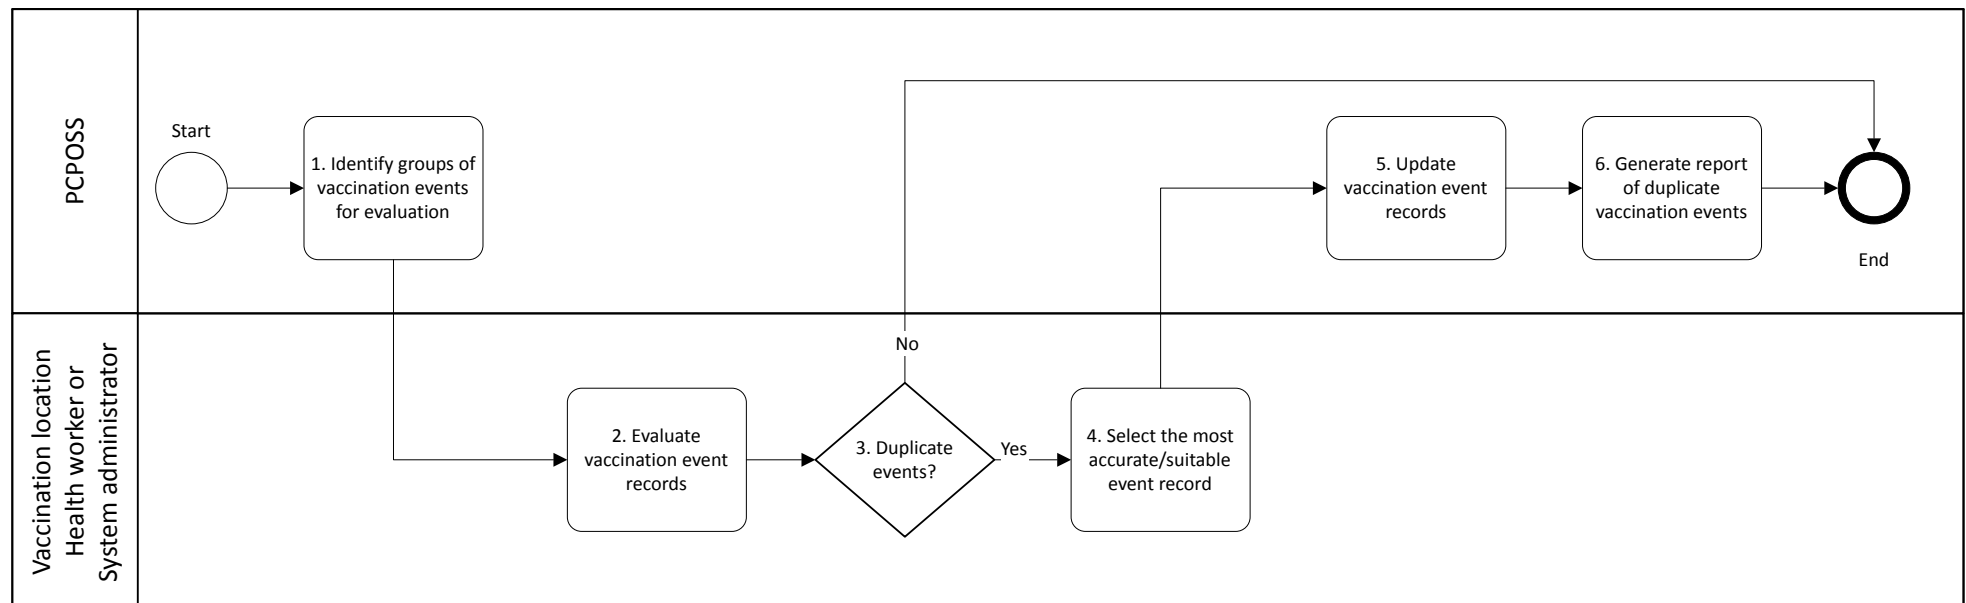 PCPOSS
Start
1. Identify groups of
vaccination events
for evaluation
5. Update
vaccination event
records
6. Generate report
of duplicate
vaccination events
End
Vaccination location
Health worker or
System administrator
2. Evaluate
vaccination event
records
3. Duplicate
events?
No
Yes
4. Select the most
accurate/suitable
event record